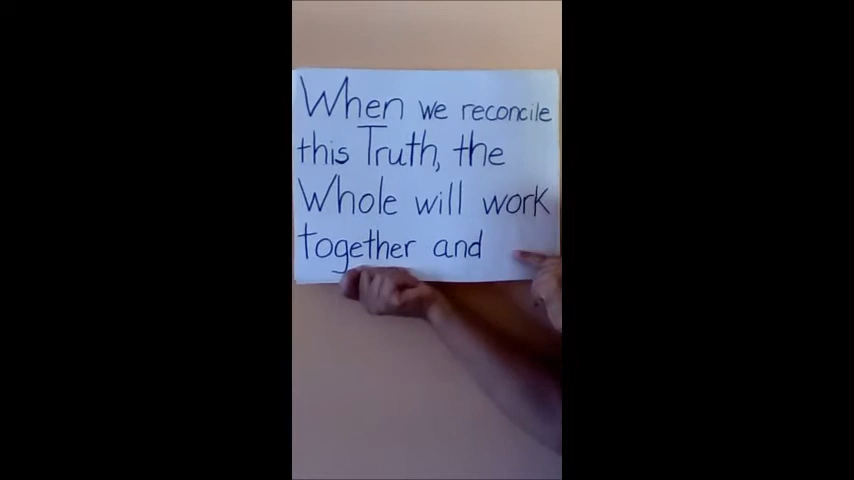 When we reconcile
this Truth, the
Whole will work
together and